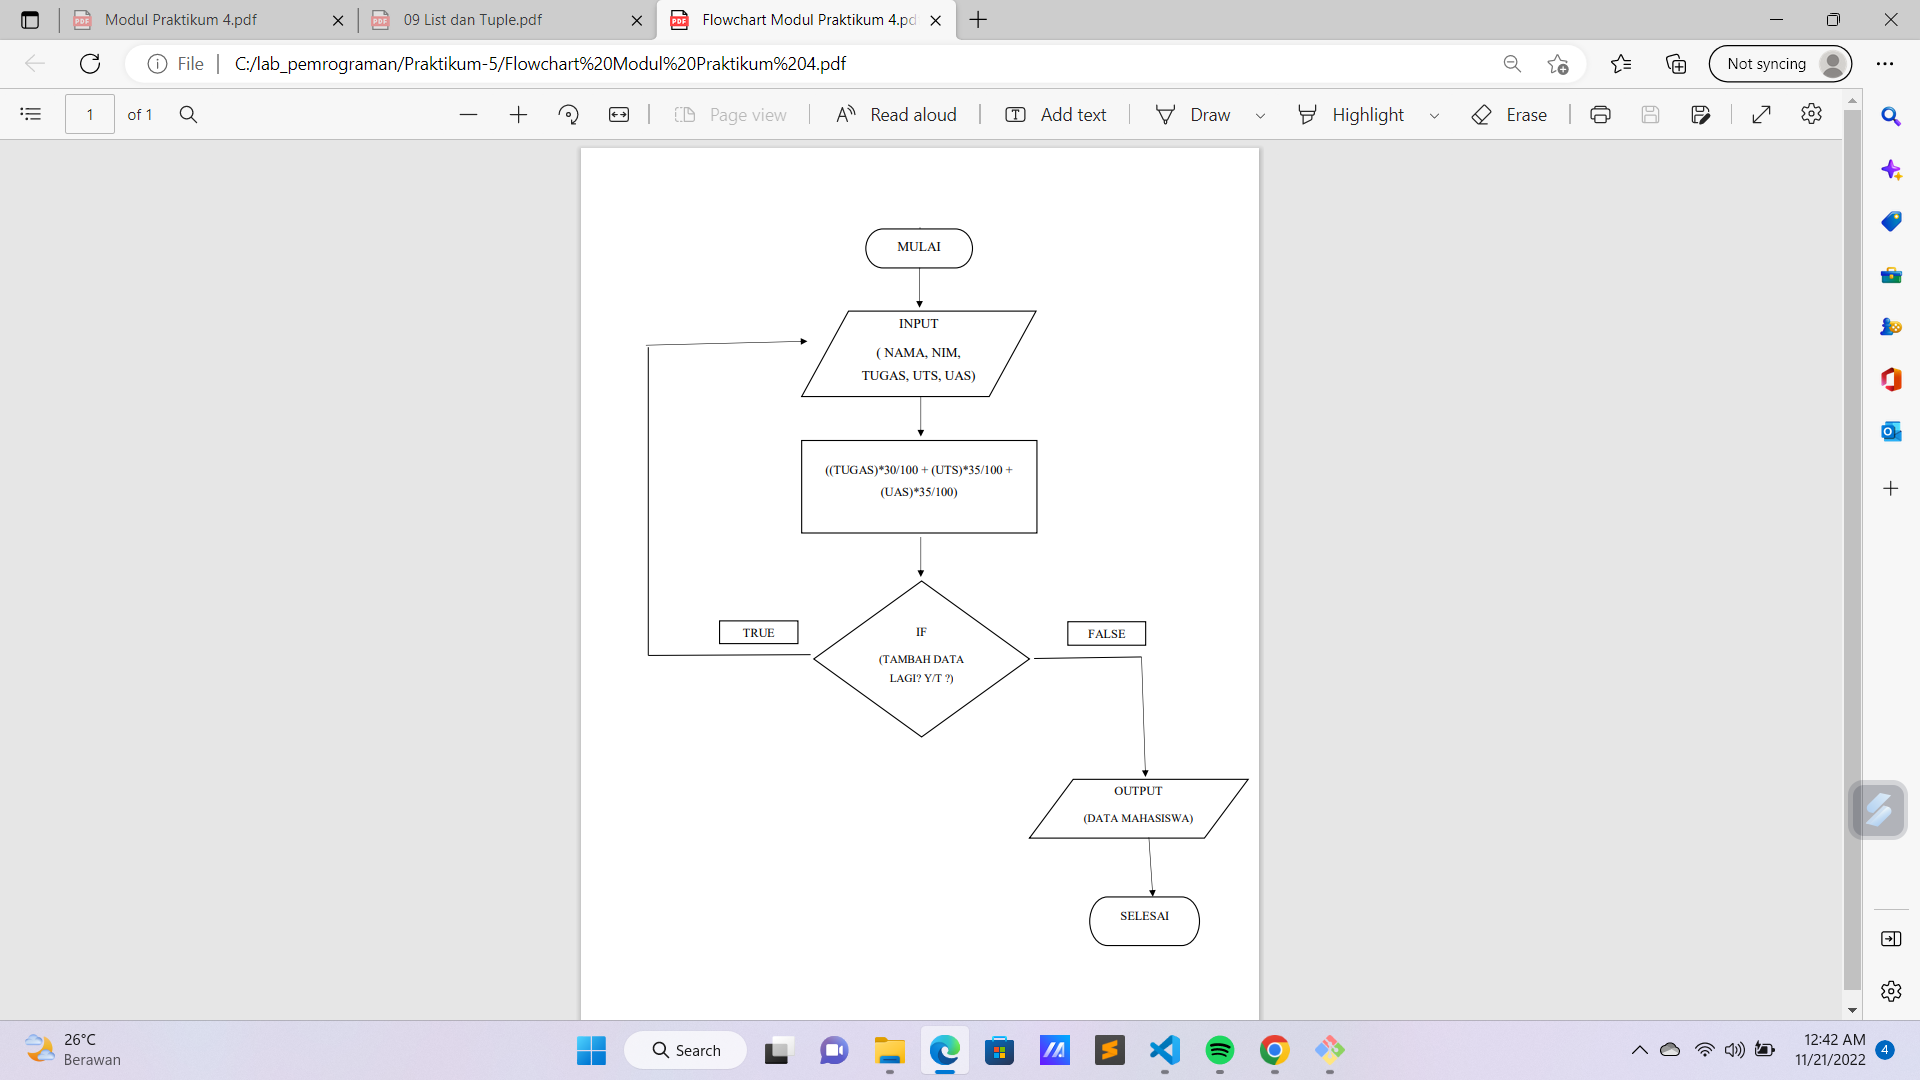 Modul Praktikum 4.pdf
09 List dan Tuple.pdf
Flowchart Modul Praktikum 4.pd
File
C:/lab_pemrograman/Praktikum-5/Flowchart%20Modul%20Praktikum%204.pdf
Not syncing
1
of 1
Page view
Read aloud
Add text
Draw
Highlight
Erase
MULAI
INPUT
( NAMA, NIM,
TUGAS, UTS, UAS)
((TUGAS)*30/100 + (UTS)*35/100 +
(UAS)*35/100)
TRUE
IF
(TAMBAH DATA
LAGI? Y/T ?)
FALSE
OUTPUT
(DATA MAHASISWA)
SELESAI
26°C
Berawan
Search
12:42 AM
11/21/2022
4